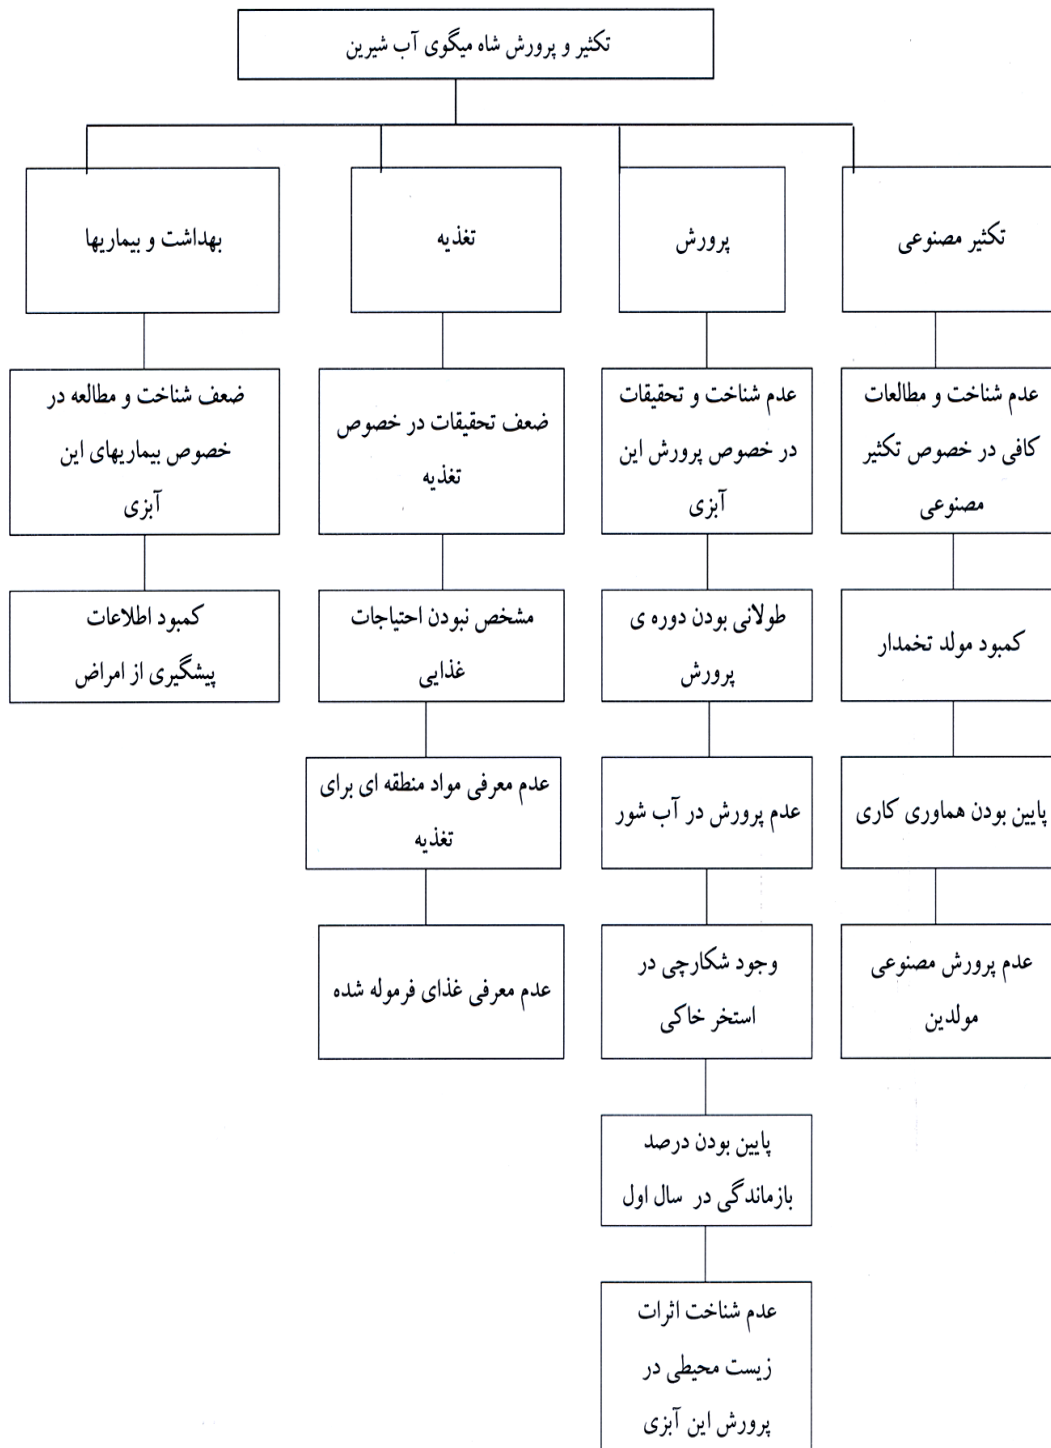 تکثیر و پرورش شاه میگوی آب شیرین
تکثیر مصنوعی
عدم شناخت و مطالعات
کافی در خصوص تکثیر
مصنوعی
کمبود مولد تخمدار
پایین بودن هماوری کاری
عدم پرورش مصنوعی
مولدین
پرورش
عدم شناخت و تحقیقات
در خصوص پرورش این
آبزی
طولانی بودن دوره ی
پرورش
عدم پرورش در آب شور
وجود شکارچی در
استخر خاکی
پایین بودن درصد
بازماندگی در سال اول
عدم شناخت اثرات
زیست محیطی در
پرورش این آبزی
تغذیه
ضعف تحقیقات در خصوص
تغذیه
مشخص نبودن احتیاجات
غذایی
عدم معرفی مواد منطقه ای برای
تغذیه
عدم معرفی غذای فرموله شده
بهداشت و بیماریها
ضعف شناخت و مطالعه در
خصوص بیماریهای این
آبزی
کمبود اطلاعات
پیشگیری از امراض